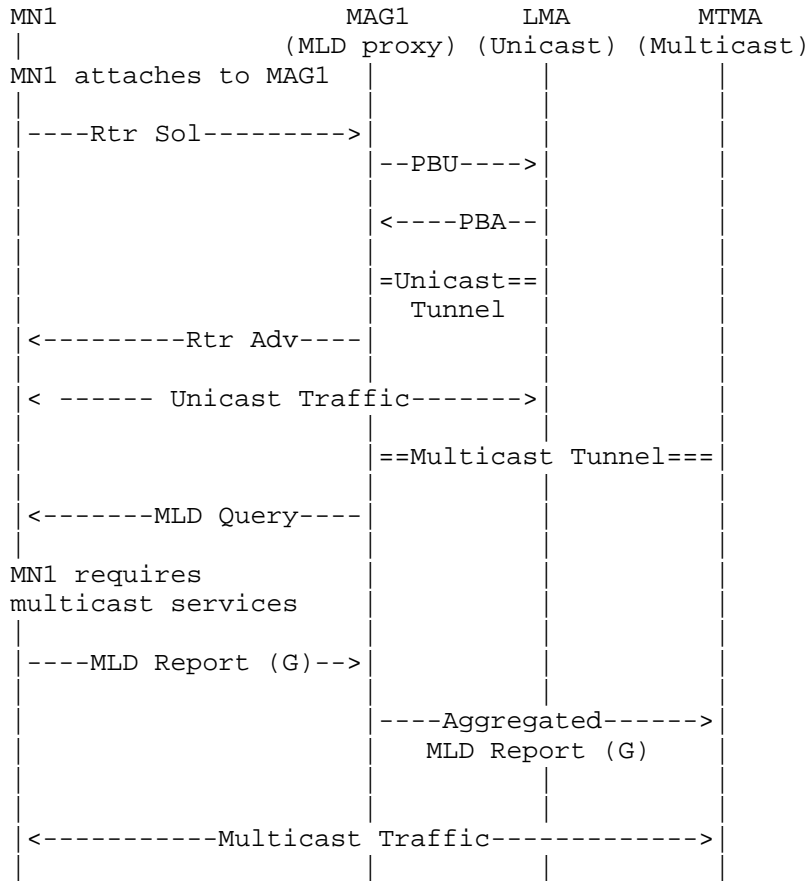 MN1 MAG1 LMA MTMA
| (MLD proxy) (Unicast) (Multicast)
MN1 attaches to MAG1 | | |
| | | |
|----Rtr Sol--------->| | |
| |--PBU---->| |
| | | |
| |<----PBA--| |
| | | |
| |=Unicast==| |
| | Tunnel | |
|<---------Rtr Adv----| | |
| | | |
|< ------ Unicast Traffic------->| |
| | | |
| |==Multicast Tunnel===|
| | | |
|<-------MLD Query----| | |
| | | |
MN1 requires | | |
multicast services | | |
| | | |
|----MLD Report (G)-->| | |
| | | |
| |----Aggregated------>|
| | MLD Report (G) |
| | | |
| | | |
|<-----------Multicast Traffic------------->|
| | | |